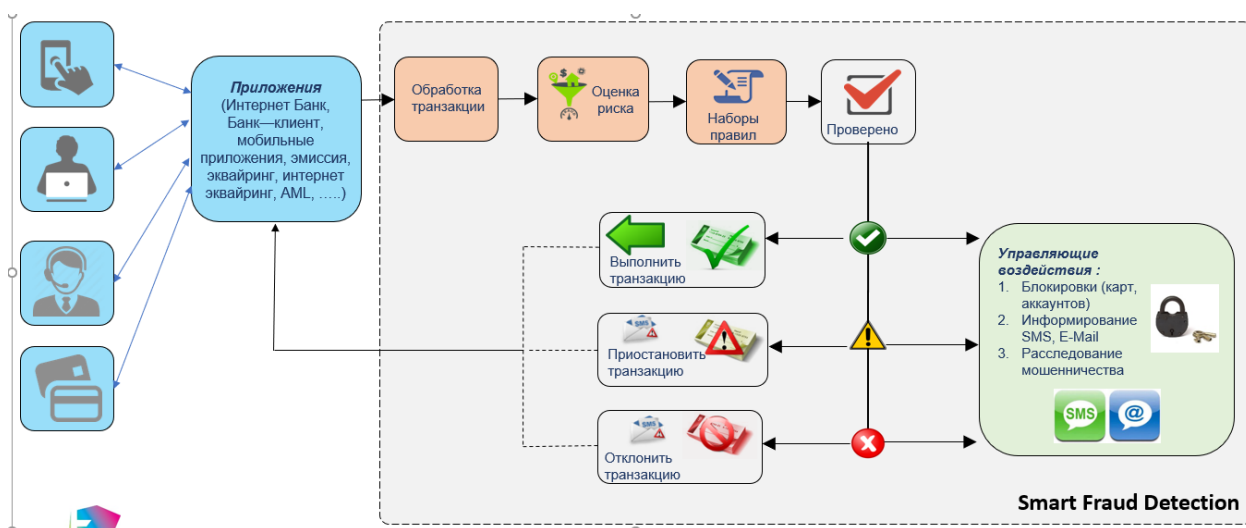 Приложения
(Интернет Банк,
Банк—клиент,
мобильные
приложения, эмиссия,
эквайринг, интернет
эквайринг, AML, …..)
Обработка
транзакции
$
Оценка
риска
Наборы
правил
Проверено
Выполнить
транзакцию
SMS
Приостановить
транзакцию
SMS
Отклонить
транзакцию
Управляющие
воздействия :
1. Блокировки (карт,
аккаунтов)
2. Информирование
SMS, E-Mail
3. Расследование
мошенничества
SMS
@
Smart Fraud Detection